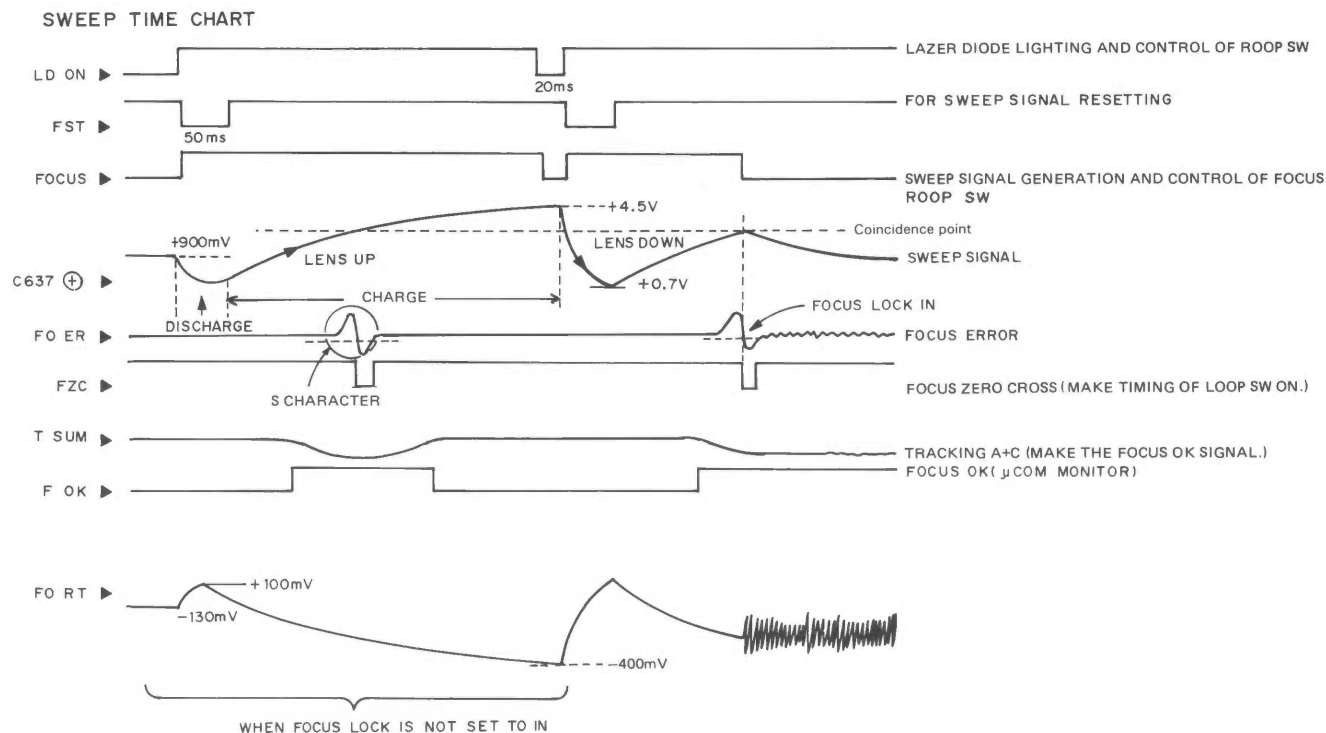 SWEEP TIME CHART
LAZER DIODE LIGHTING AND CONTROL OF ROOP SW
LD ON ▶
20ms
FOR SWEEP SIGNAL RESETTING
FST ▶
50ms
FOCUS ▶
SWEEP SIGNAL GENERATION AND CONTROL OF FOCUS
ROOP SW
+4.5V
Coincidence point
+900mV
LENS DOWN
LENS UP
SWEEP SIGNAL
C637 ⊕ ▶
+0.7V
CHARGE
FOCUS LOCK IN
DISCHARGE
FO ER ▶
FOCUS ERROR
FZC ▶
FOCUS ZERO CROSS (MAKE TIMING OF LOOP SW ON.)
S CHARACTER
T SUM ▶
TRACKING A+C (MAKE THE FOCUS OK SIGNAL.)
FOCUS OK (μCOM MONITOR)
F OK ▶
+100mV
FO RT ▶
-130mV
-400mV
WHEN FOCUS LOCK IS NOT SET TO IN